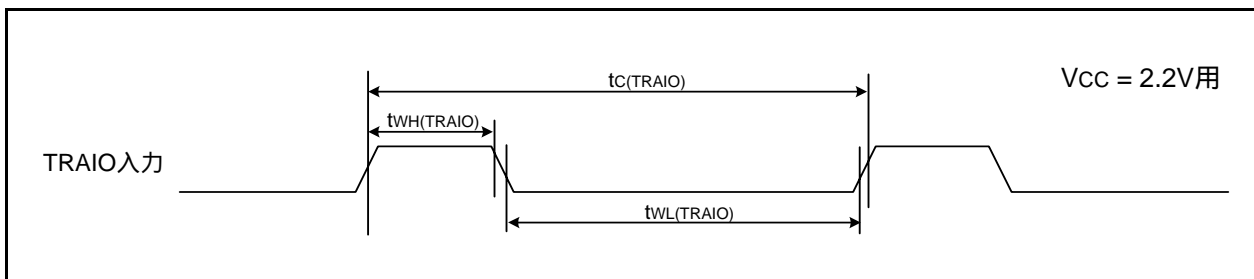 tC(TRAIO)
VCC = 2.2V用
tWH(TRAIO)
TRAIO入力
tWL(TRAIO)